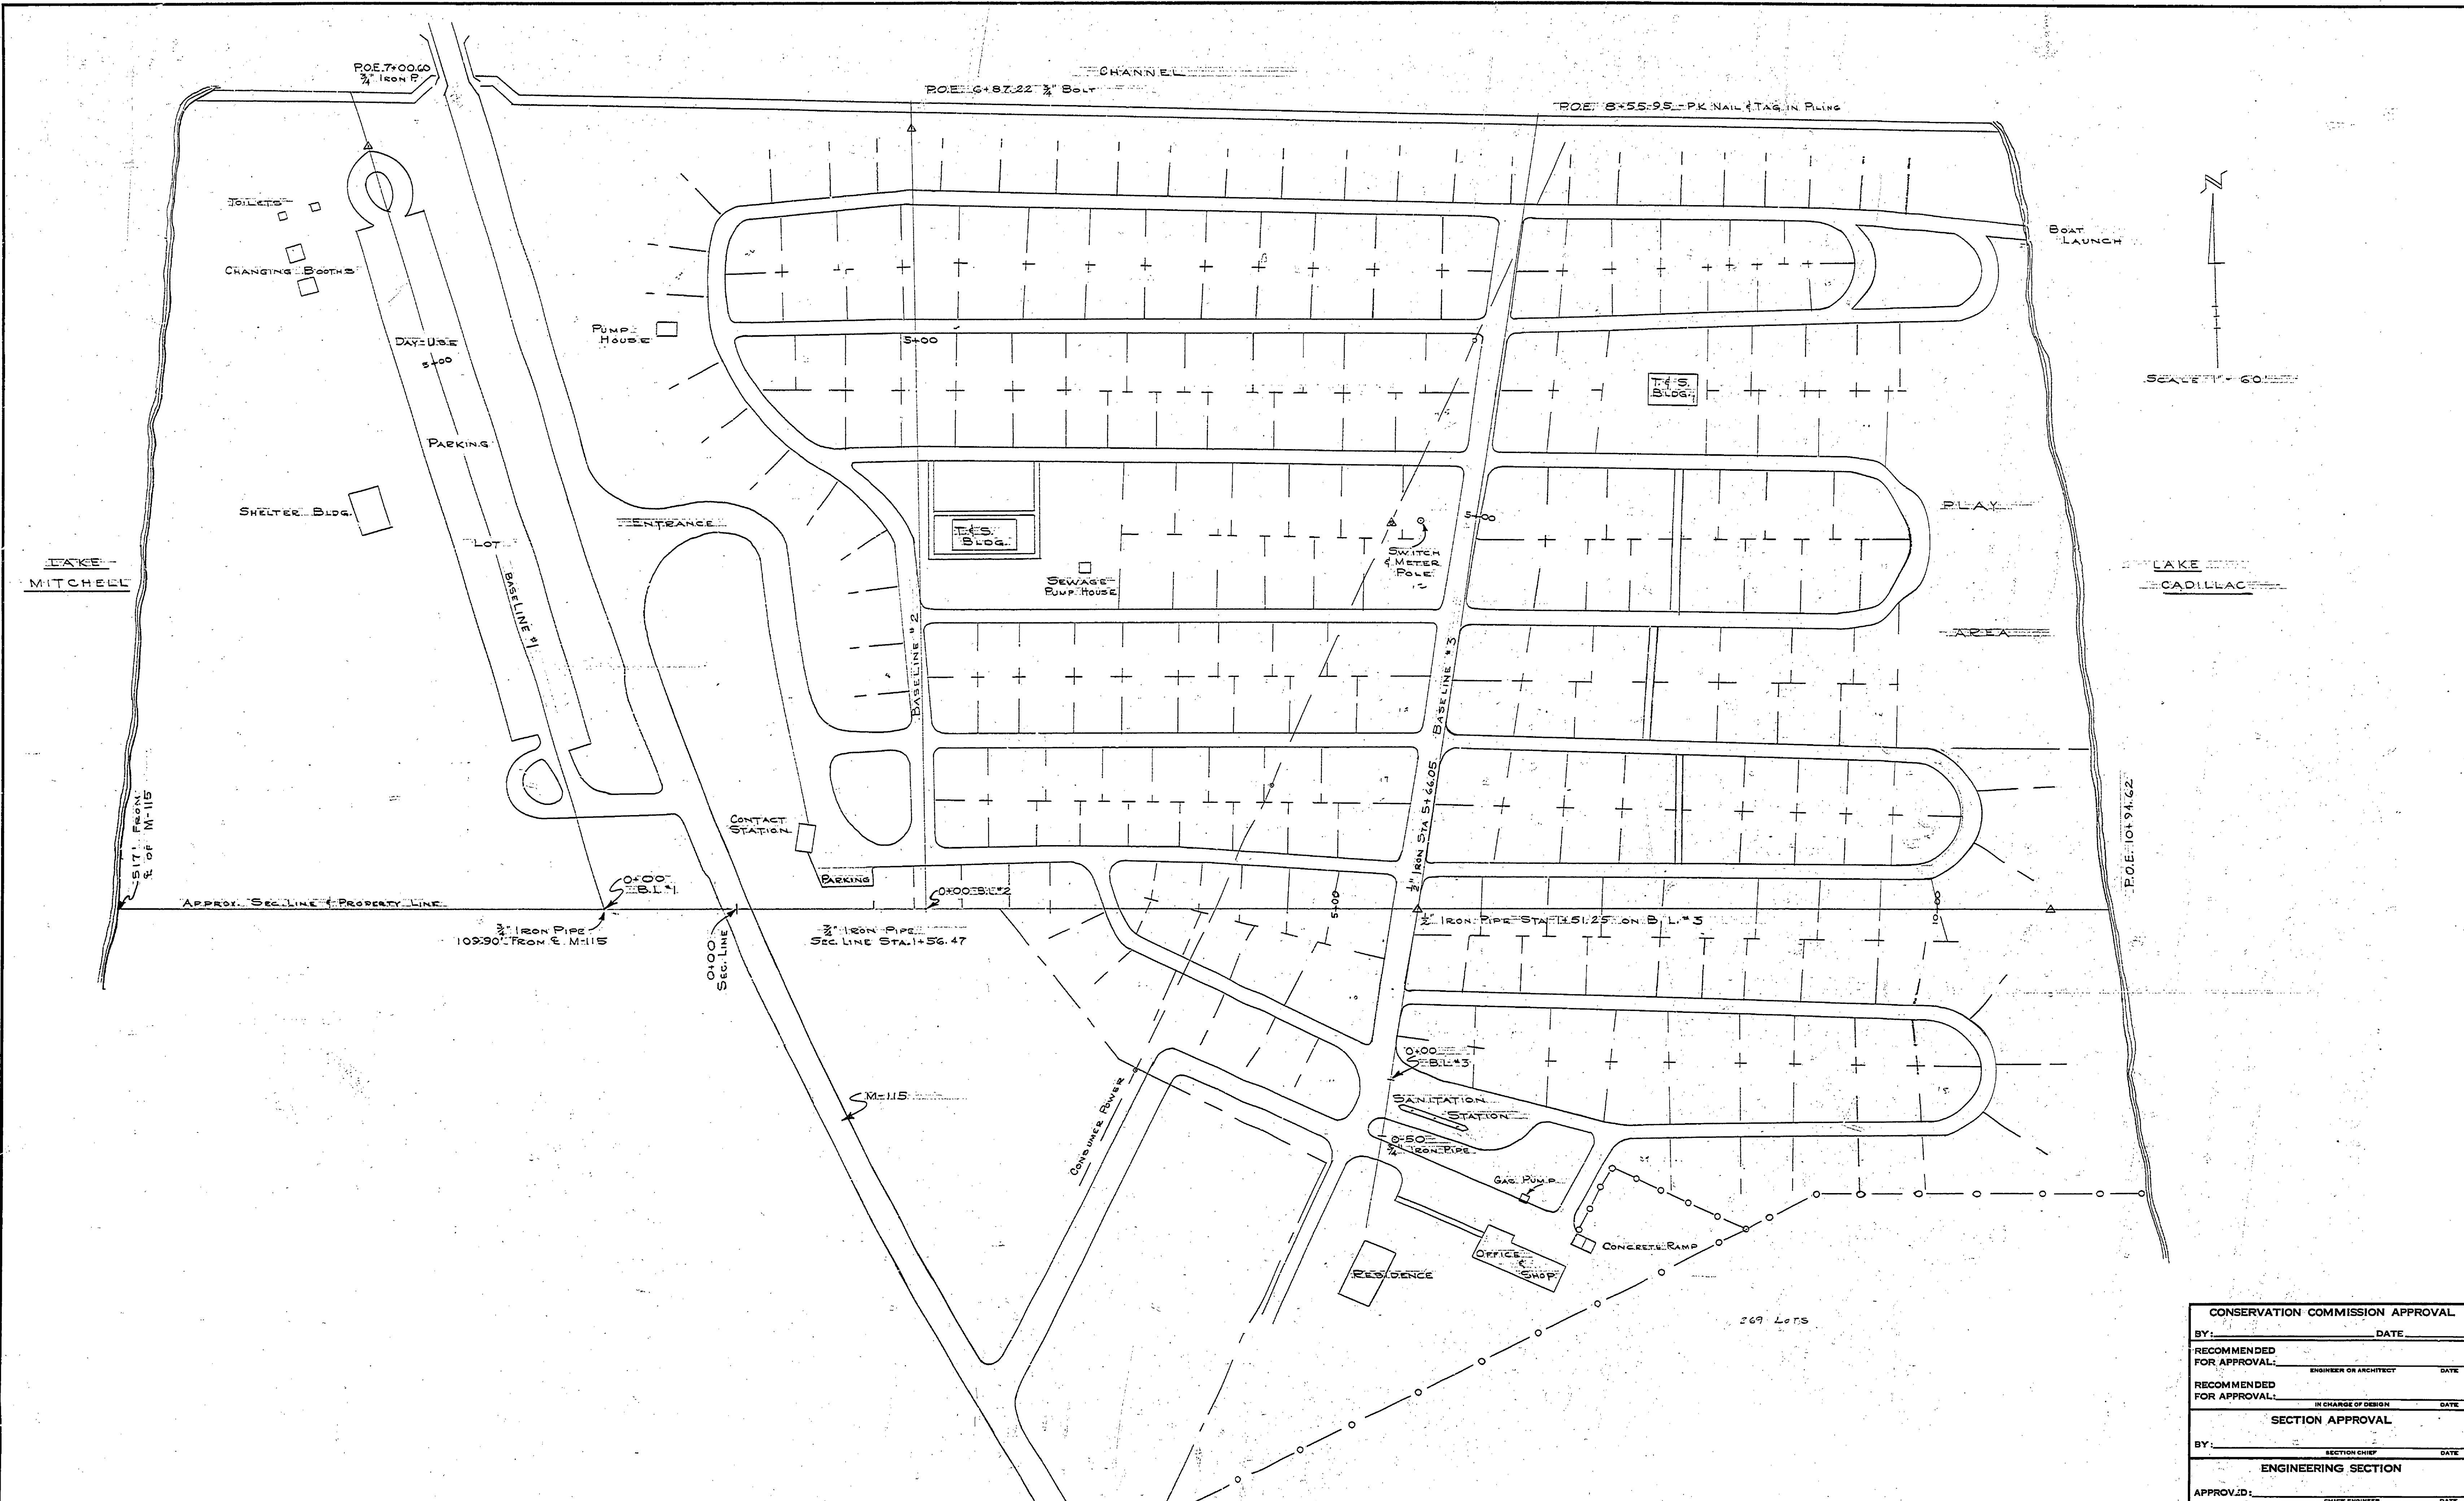 P.O.E. 7+00.60
3/4" IRON P.
CHANNEL
P.O.E. 6+87.22 3/4" BOLT
P.O.E. 8+55.95 - P.K. NAIL & TAG IN PILING
N
TOILETS
CHANGING BOOTHS
BOAT
LAUNCH
PUMP
HOUSE
DAY-USE
5+00
5+00
SCALE 1" = 60'
T. & S.
BLDG.
PARKING
SHELTER BLDG.
ENTRANCE
PLAY
LOT
T. & S.
BLDG.
5+00
SWITCH
& METER
POLE
SEWAGE
PUMP HOUSE
LAKE
MITCHELL
LAKE
CADILLAC
BASELINE #1
BASELINE #2
BASELINE #3
AREA
517' FROM
℄ OF M-115
CONTACT
STATION
PARKING
1/2" IRON STA 5+66.05
P.O.E. 10+94.62
0+00
B.L. #1
0+00 B.L. #2
APPROX. SEC. LINE & PROPERTY LINE
5+00
10+00
3/4" IRON PIPE
109.90' FROM ℄ M-115
0+00
SEC. LINE
3/4" IRON PIPE
SEC. LINE STA. 1+56.47
1/2" IRON PIPE STA 1+51.25 ON B.L. #3
0+00
B.L. #3
M-115
SANITATION
STATION
CONSUMER POWER
0-50
3/4" IRON PIPE
GAS PUMP
CONCRETE RAMP
OFFICE
&
SHOP
RESIDENCE
269 LOTS
CONSERVATION COMMISSION APPROVAL
BY: DATE
RECOMMENDED
FOR APPROVAL:
ENGINEER OR ARCHITECT DATE
RECOMMENDED
FOR APPROVAL:
IN CHARGE OF DESIGN DATE
SECTION APPROVAL
BY:
SECTION CHIEF DATE
ENGINEERING SECTION
APPROVED:
CHIEF ENGINEER DATE